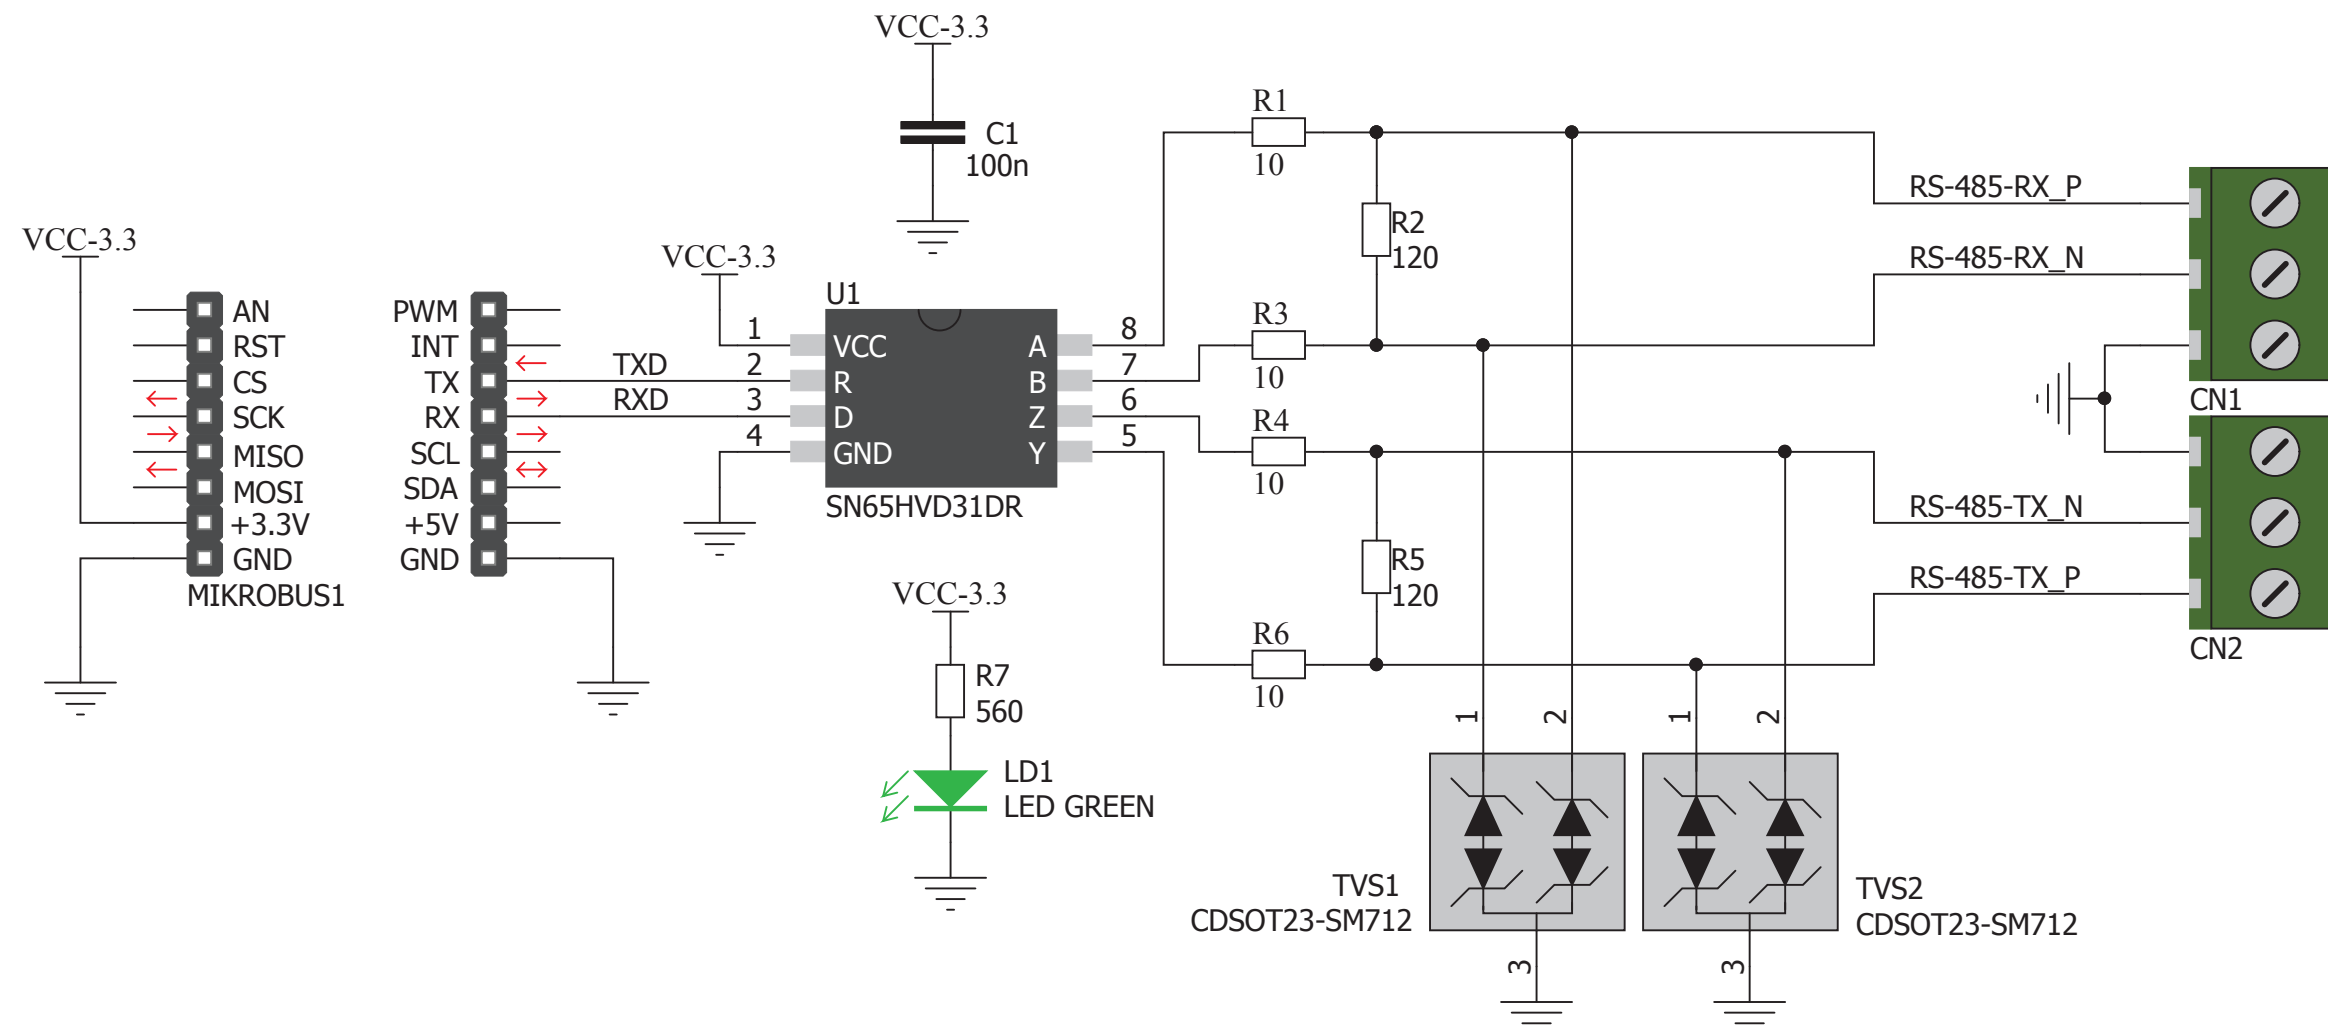 VCC-3.3
C1
100n
VCC-3.3
AN
RST
CS
SCK
MISO
MOSI
+3.3V
GND
MIKROBUS1
PWM
INT
TX
RX
SCL
SDA
+5V
GND
TXD
RXD
VCC-3.3
U1
1
2
3
4
VCC
R
D
GND
A
B
Z
Y
8
7
6
5
SN65HVD31DR
VCC-3.3
R7
560
LD1
LED GREEN
R1
10
R2
120
R3
10
R4
10
R5
120
R6
10
RS-485-RX_P
RS-485-RX_N
CN1
RS-485-TX_N
RS-485-TX_P
CN2
1
2
3
TVS1
CDSOT23-SM712
1
2
3
TVS2
CDSOT23-SM712